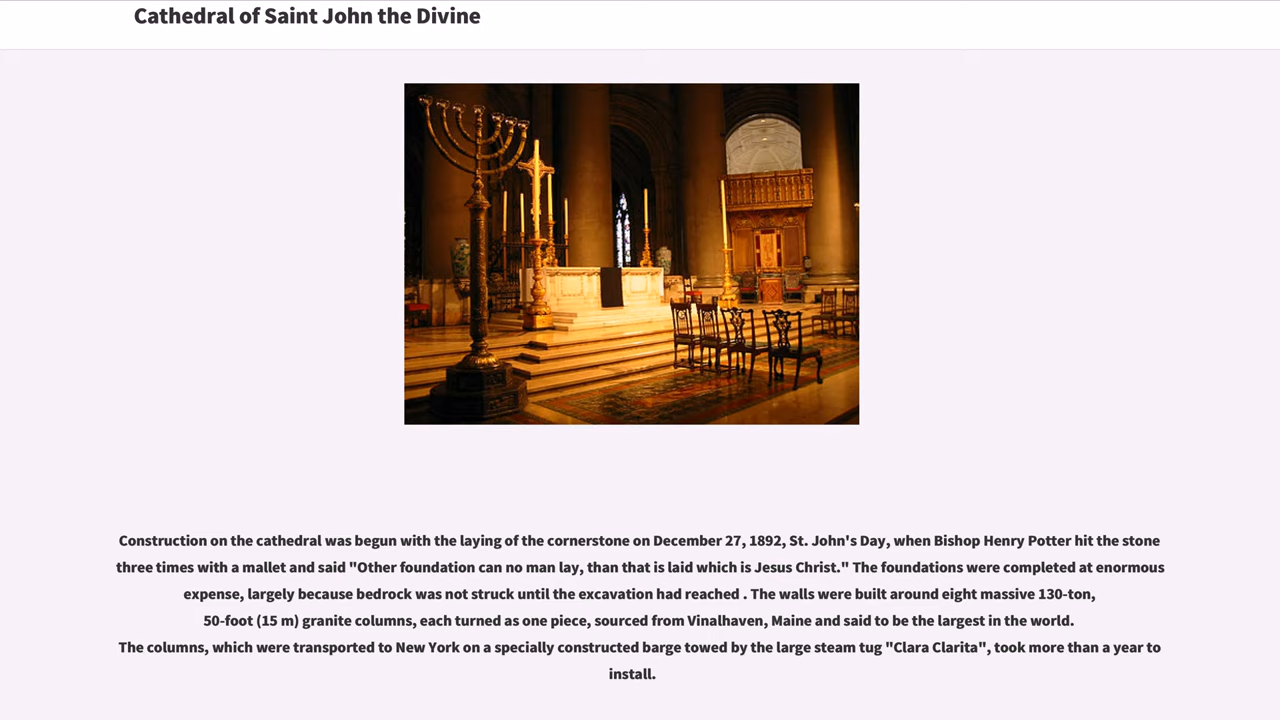 Cathedral of Saint John the Divine
Construction on the cathedral was begun with the laying of the cornerstone on December 27, 1892, St. John's Day, when Bishop Henry Potter hit the stone
three times with a mallet and said "Other foundation can no man lay, than that is laid which is Jesus Christ." The foundations were completed at enormous
expense, largely because bedrock was not struck until the excavation had reached . The walls were built around eight massive 130-ton,
50-foot (15 m) granite columns, each turned as one piece, sourced from Vinalhaven, Maine and said to be the largest in the world.
The columns, which were transported to New York on a specially constructed barge towed by the large steam tug "Clara Clarita", took more than a year to
install.